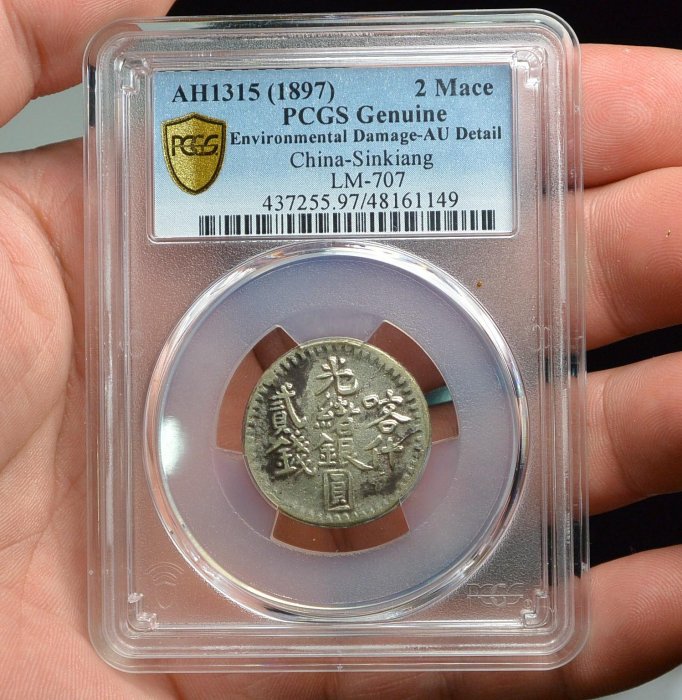 AH1315 (1897) 2 Mace
PCGS Genuine
Environmental Damage-AU Detail
China-Sinkiang
LM-707
437255.97/48161149
PCGS
喀什
光緒銀圓
貳錢
PCGS